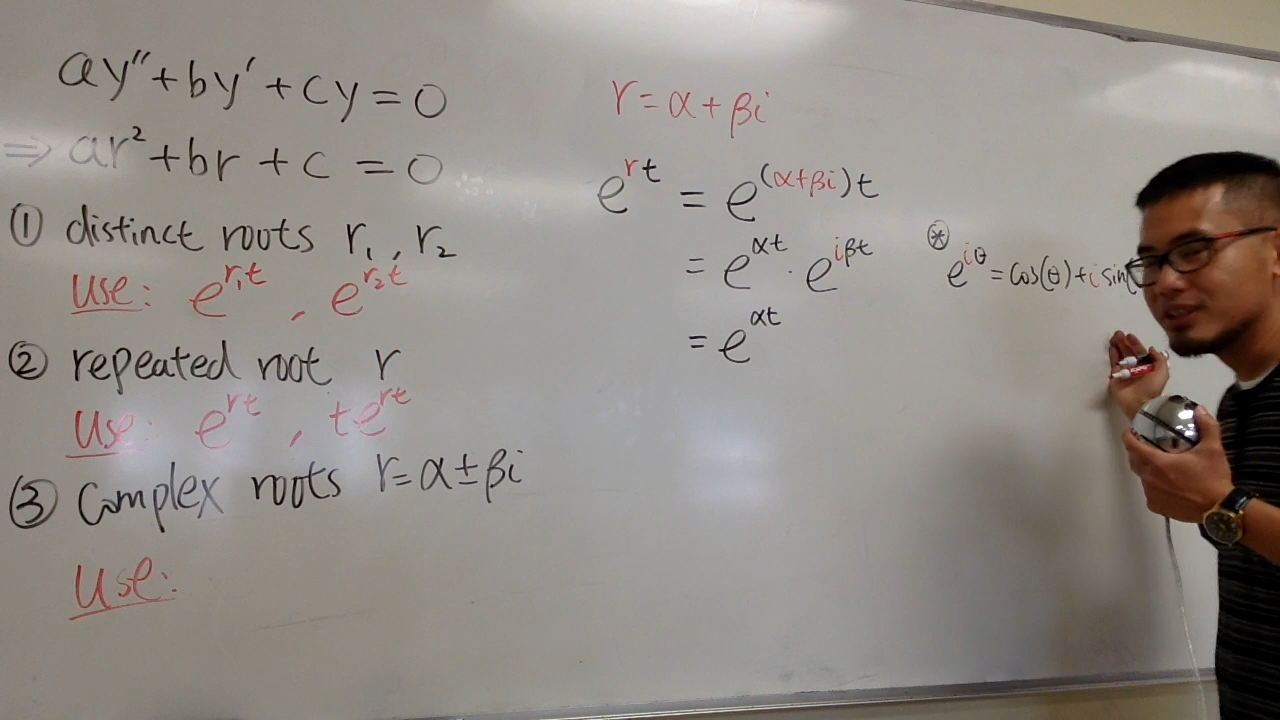 ay″+by′+cy=0
⇒ ar²+br+c=0
① distinct roots r₁, r₂
Use: e^{r₁t}, e^{r₂t}
② repeated root r
Use: e^{rt}, te^{rt}
③ Complex roots r=α±βi
Use:
r=α+βi
e^{rt} = e^{(α+βi)t}
= e^{αt}·e^{iβt}
= e^{αt}
⊛ e^{iθ}=cos(θ)+i sin(